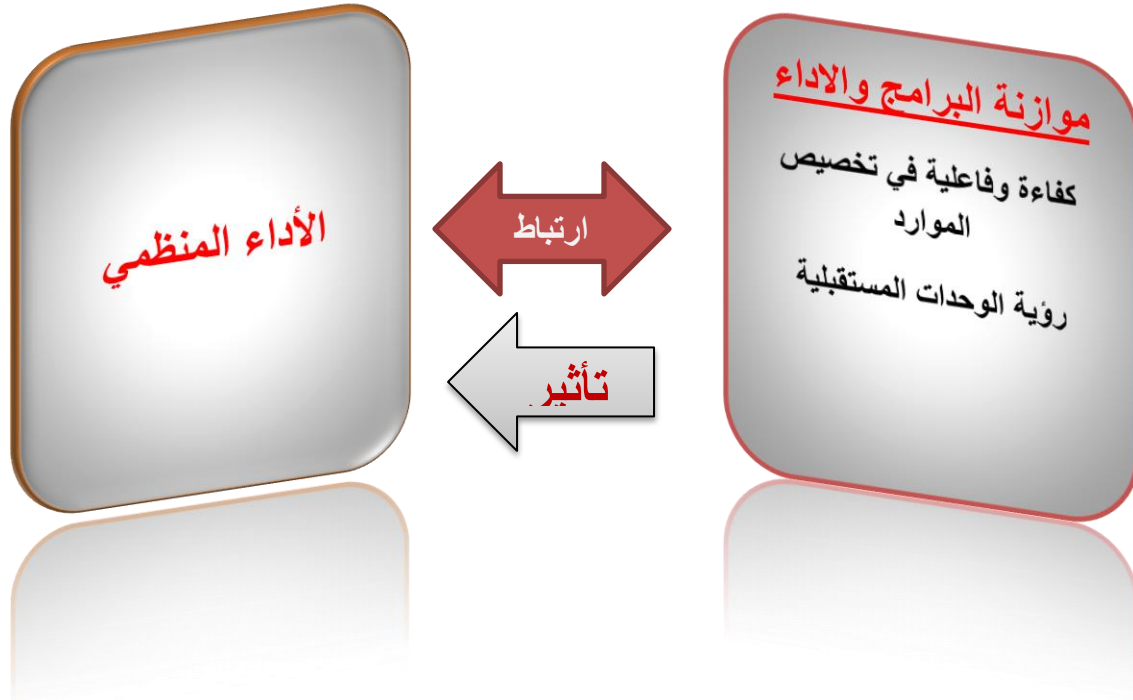 موازنة البرامج والاداء
كفاءة وفاعلية في تخصيص
الموارد
رؤية الوحدات المستقبلية
ارتباط
تأثير
الأداء المنظمي